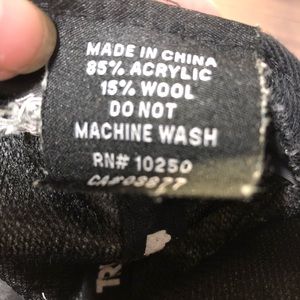 MADE IN CHINA
85% ACRYLIC
15% WOOL
DO NOT
MACHINE WASH
RN# 10250